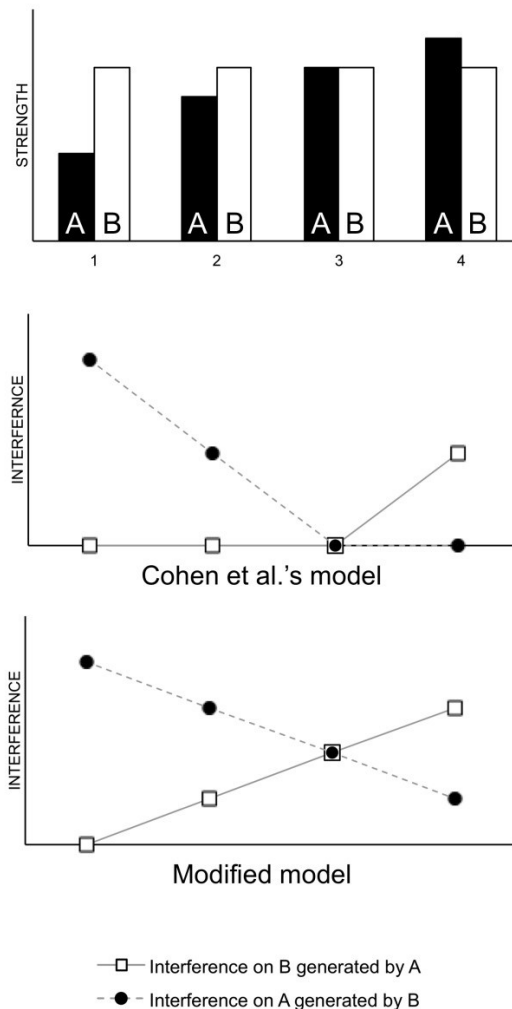 STRENGTH
A B A B A B A B
1 2 3 4
INTERFERNCE
Cohen et al.'s model
INTERFERENCE
Modified model
Interference on B generated by A
Interference on A generated by B